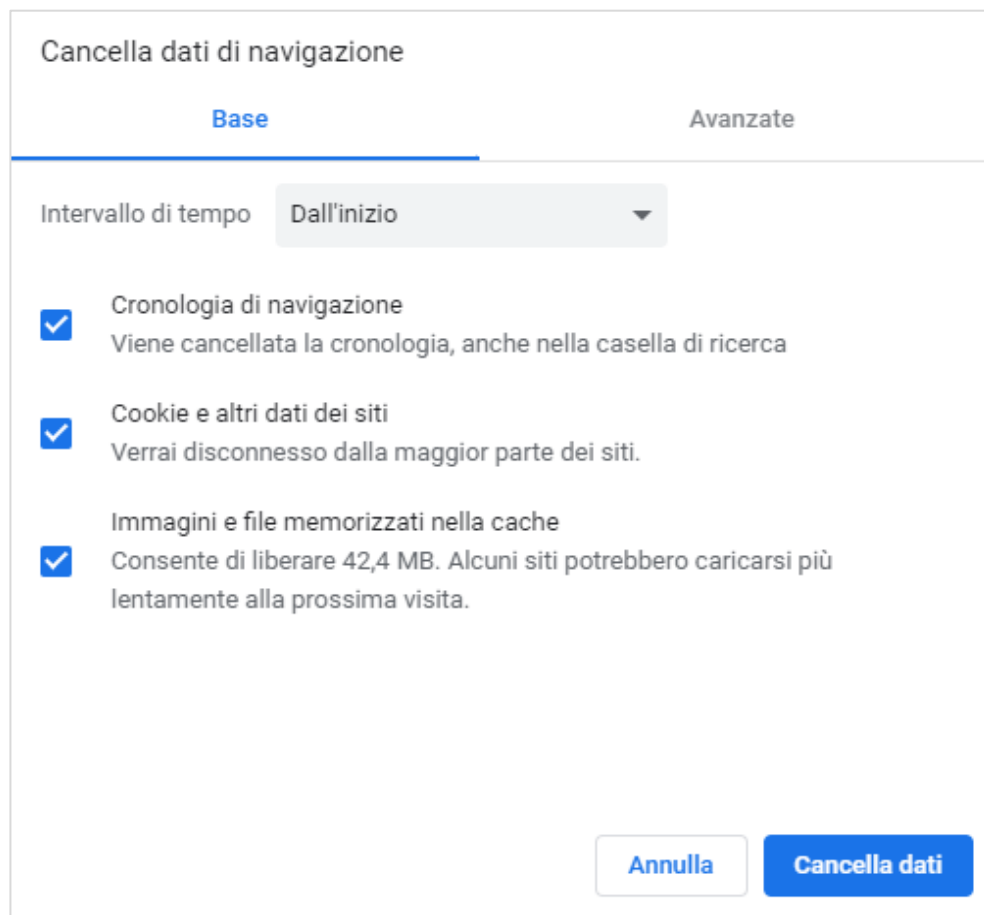 Cancella dati di navigazione
Base
Avanzate
Intervallo di tempo
Dall'inizio
Cronologia di navigazione
Viene cancellata la cronologia, anche nella casella di ricerca
Cookie e altri dati dei siti
Verrai disconnesso dalla maggior parte dei siti.
Immagini e file memorizzati nella cache
Consente di liberare 42,4 MB. Alcuni siti potrebbero caricarsi più
lentamente alla prossima visita.
Annulla
Cancella dati